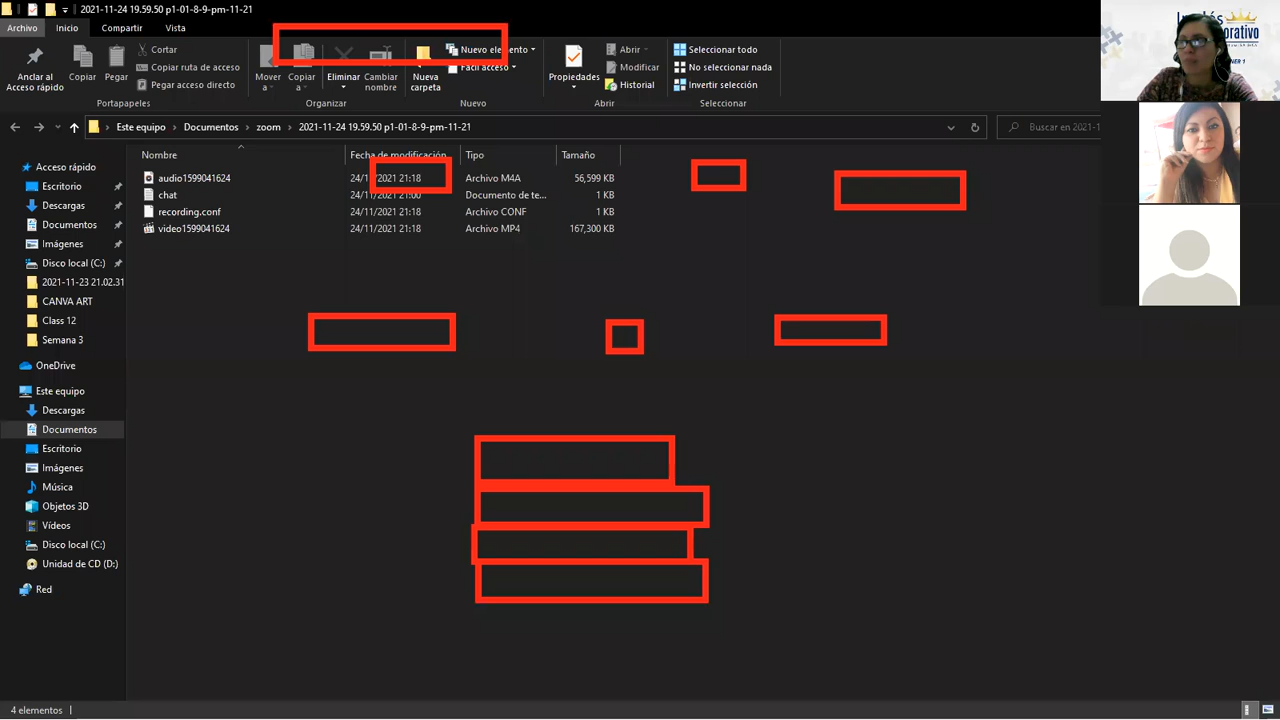 2021-11-24 19.59.50 p1-01-8-9-pm-11-21
Archivo Inicio Compartir Vista
Anclar al Acceso rápido
Copiar
Pegar
Cortar
Copiar ruta de acceso
Pegar acceso directo
Portapapeles
Mover a
Copiar a
Eliminar
Cambiar nombre
Organizar
Nueva carpeta
Nuevo elemento
Fácil acceso
Nuevo
Propiedades
Abrir
Modificar
Historial
Abrir
Seleccionar todo
No seleccionar nada
Invertir selección
Seleccionar
Este equipo > Documentos > zoom > 2021-11-24 19.59.50 p1-01-8-9-pm-11-21
Buscar en 2021-1
Nombre Fecha de modificación Tipo Tamaño
audio1599041624 24/11/2021 21:18 Archivo M4A 56,599 KB
chat 24/11/2021 21:00 Documento de te... 1 KB
recording.conf 24/11/2021 21:18 Archivo CONF 1 KB
video1599041624 24/11/2021 21:18 Archivo MP4 167,300 KB
Acceso rápido
Escritorio
Descargas
Documentos
Imágenes
Disco local (C:)
2021-11-23 21.02.31
CANVA ART
Class 12
Semana 3
OneDrive
Este equipo
Descargas
Documentos
Escritorio
Imágenes
Música
Objetos 3D
Vídeos
Disco local (C:)
Unidad de CD (D:)
Red
4 elementos